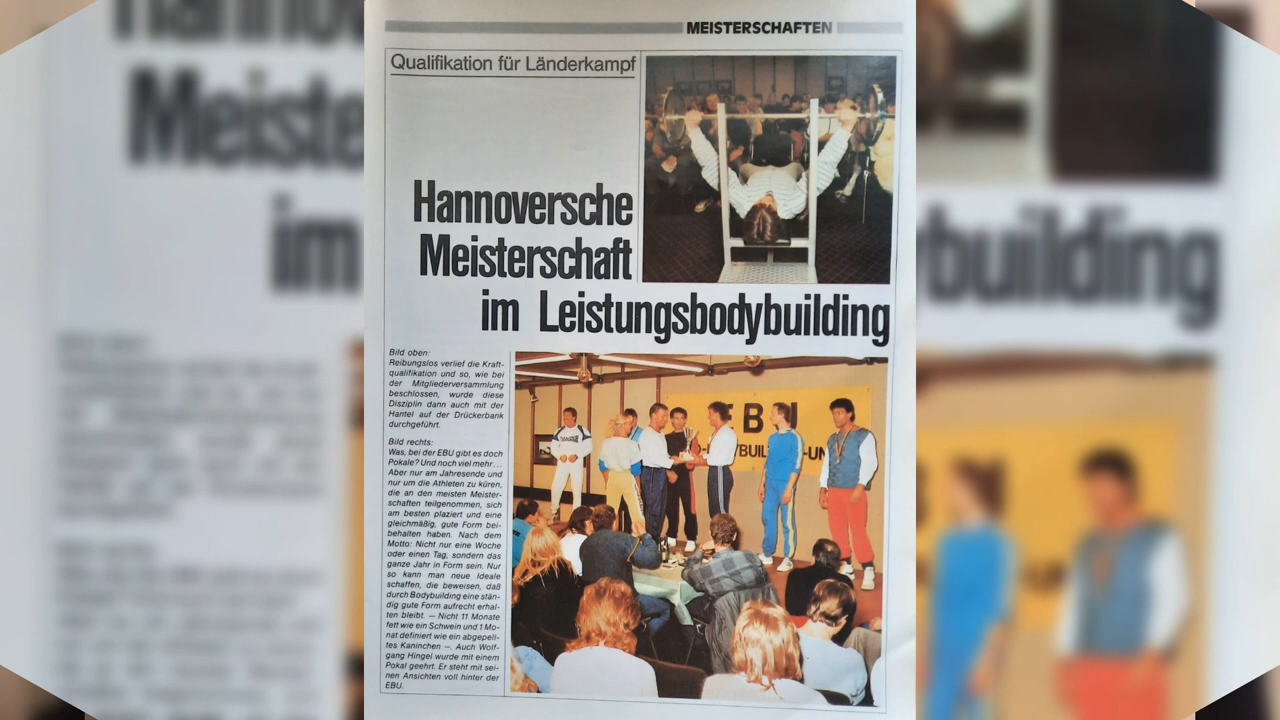 MEISTERSCHAFTEN
Qualifikation für Länderkampf
Hannoversche
Meisterschaft
im Leistungsbodybuilding
Bild oben:
Reibungslos verlief die Kraft-
qualifikation und so, wie bei
der Mitgliederversammlung
beschlossen, wurde diese
Disziplin dann auch mit der
Hantel auf der Drückerbank
durchgeführt.
Bild rechts:
Was, bei der EBU gibt es doch
Pokale? Und noch viel mehr...
Aber nur am Jahresende und
nur um die Athleten zu küren,
die an den meisten Meister-
schaften teilgenommen, sich
am besten plaziert und eine
gleichmäßig, gute Form bei-
behalten haben. Nach dem
Motto: Nicht nur eine Woche
oder einen Tag, sondern das
ganze Jahr in Form sein. Nur
so kann man neue Ideale
schaffen, die beweisen, daß
durch Bodybuilding eine stän-
dig gute Form aufrecht erhal-
ten bleibt. — Nicht 11 Monate
fett wie ein Schwein und 1 Mo-
nat definiert wie ein abgepell-
tes Kaninchen —. Auch Wolf-
gang Hingel wurde mit einem
Pokal geehrt. Er steht mit sei-
nen Ansichten voll hinter der
EBU.
EBU